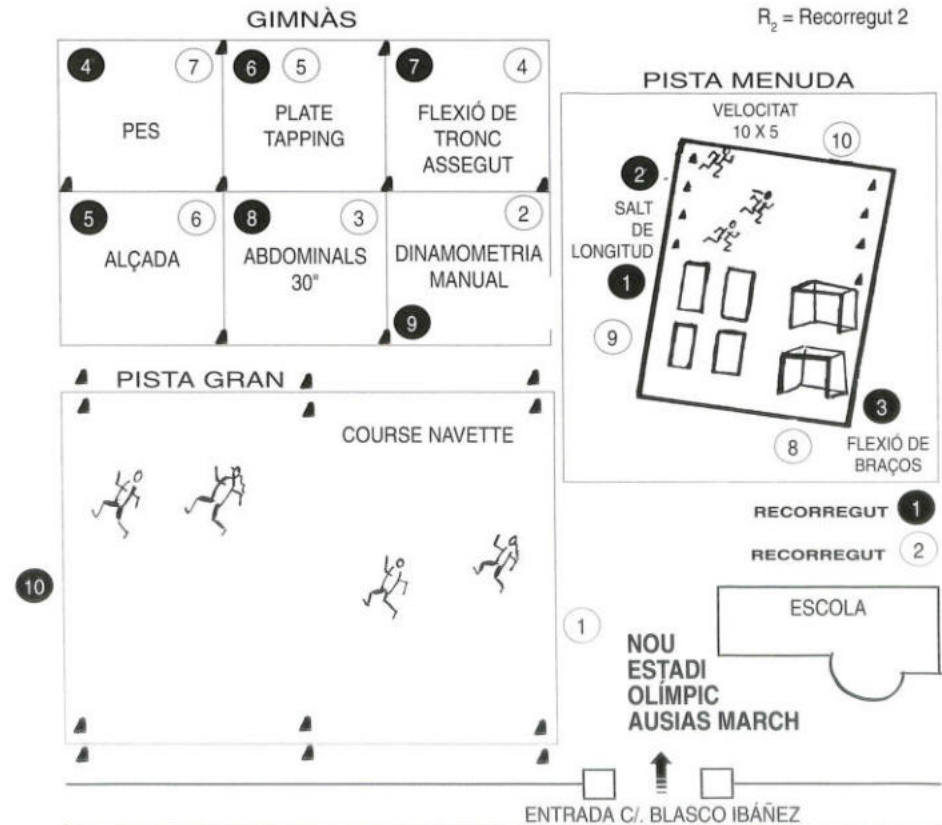 GIMNÀS
R₂ = Recorregut 2
4 7
PES
6 5
PLATE
TAPPING
7 4
FLEXIÓ DE
TRONC
ASSEGUT
5 6
ALÇADA
8 3
ABDOMINALS
30"
2
DINAMOMETRIA
MANUAL
9
PISTA MENUDA
VELOCITAT
10 X 5
10
2
SALT
DE
LONGITUD
1
9
3
8
FLEXIÓ DE
BRAÇOS
PISTA GRAN
COURSE NAVETTE
10
1
RECORREGUT 1
RECORREGUT 2
ESCOLA
NOU
ESTADI
OLÍMPIC
AUSIAS MARCH
ENTRADA C/. BLASCO IBÁÑEZ